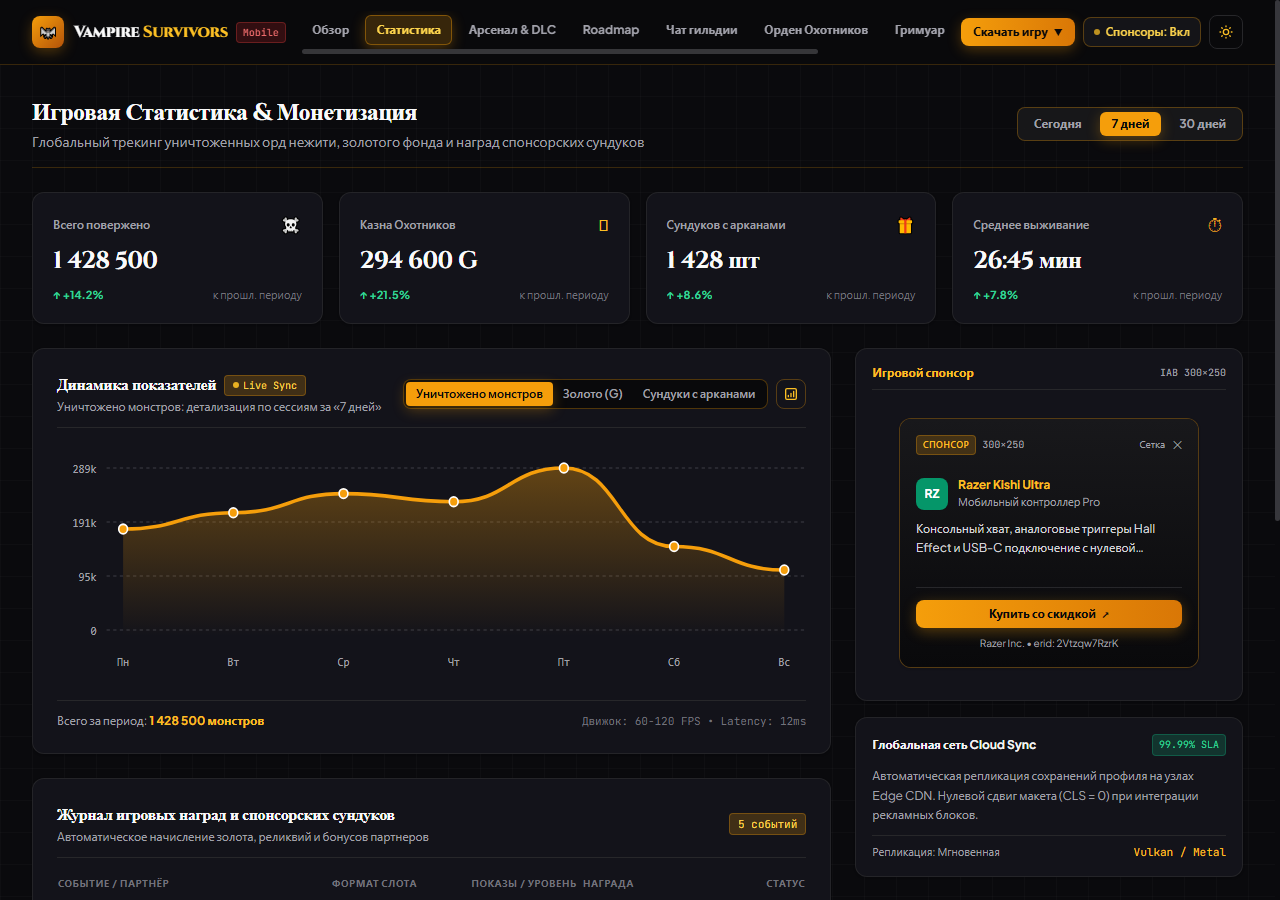 VAMPIRE SURVIVORS Mobile Обзор Статистика Арсенал & DLC Roadmap Чат гильдии Орден Охотников Гримуар Скачать игру ▼ Спонсоры: Вкл
Игровая Статистика & Монетизация
Глобальный трекинг уничтоженных орд нежити, золотого фонда и наград спонсорских сундуков
Сегодня 7 дней 30 дней
Всего повержено
1 428 500
↑ +14.2% к прошл. периоду
Казна Охотников
294 600 G
↑ +21.5% к прошл. периоду
Сундуков с арканами
1 428 шт
↑ +8.6% к прошл. периоду
Среднее выживание
26:45 мин
↑ +7.8% к прошл. периоду
Динамика показателей Live Sync
Уничтожено монстров: детализация по сессиям за «7 дней»
Уничтожено монстров Золото (G) Сундуки с арканами
289k
191k
95k
0
Пн Вт Ср Чт Пт Сб Вс
Всего за период: 1 428 500 монстров
Движок: 60-120 FPS • Latency: 12ms
Игровой спонсор IAB 300×250
СПОНСОР 300×250 Сетка ×
RZ
Razer Kishi Ultra
Мобильный контроллер Pro
Консольный хват, аналоговые триггеры Hall
Effect и USB-C подключение с нулевой...
Купить со скидкой ↗
Razer Inc. • erid: 2Vtzqw7RzrK
Глобальная сеть Cloud Sync 99.99% SLA
Автоматическая репликация сохранений профиля на узлах
Edge CDN. Нулевой сдвиг макета (CLS = 0) при интеграции
рекламных блоков.
Репликация: Мгновенная Vulkan / Metal
Журнал игровых наград и спонсорских сундуков
Автоматическое начисление золота, реликвий и бонусов партнеров
5 событий
СОБЫТИЕ / ПАРТНЁР ФОРМАТ СЛОТА ПОКАЗЫ / УРОВЕНЬ НАГРАДА СТАТУС